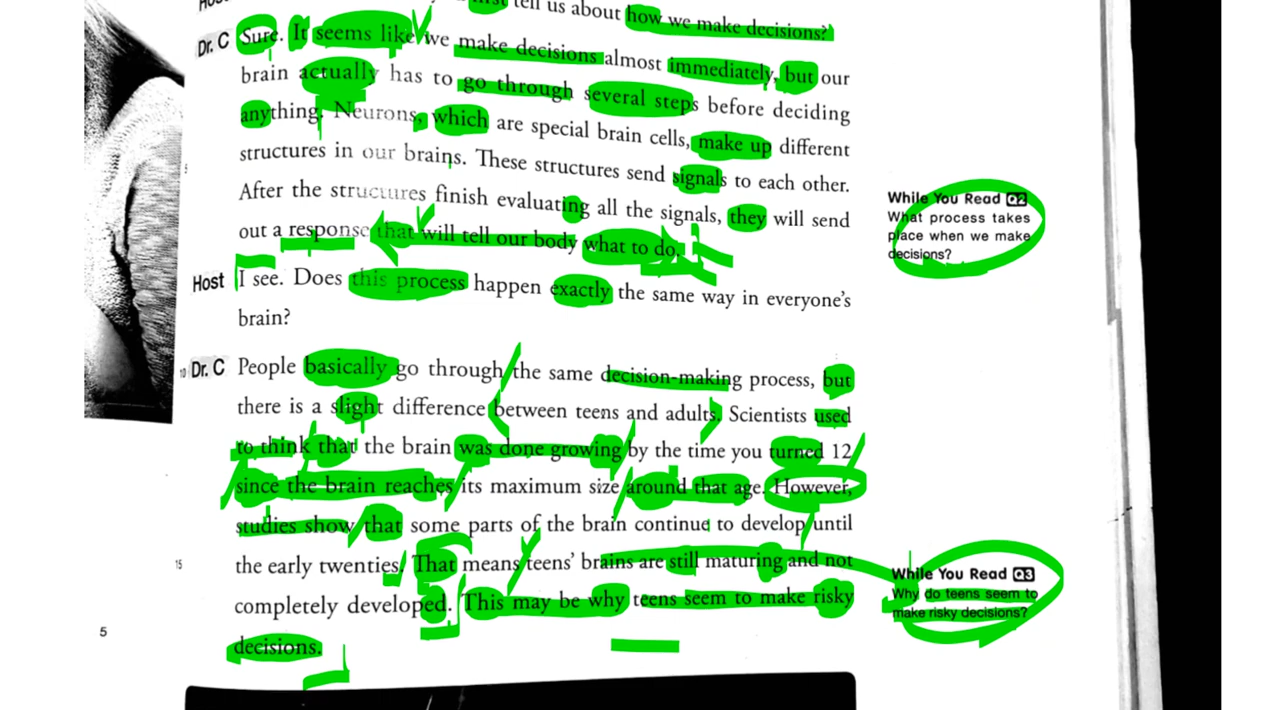 tell us about how we make decisions?
Dr. C Sure. It seems like we make decisions almost immediately, but our
brain actually has to go through several steps before deciding
anything. Neurons, which are special brain cells, make up different
structures in our brains. These structures send signals to each other.
After the structures finish evaluating all the signals, they will send
out a response that will tell our body what to do.
Host I see. Does this process happen exactly the same way in everyone's
brain?
10 Dr. C People basically go through the same decision-making process, but
there is a slight difference between teens and adults. Scientists used
to think that the brain was done growing by the time you turned 12
since the brain reaches its maximum size around that age. However,
studies show that some parts of the brain continue to develop until
15 the early twenties. That means teens' brains are still maturing and not
completely developed. This may be why teens seem to make risky
decisions.
While You Read Q2
What process takes
place when we make
decisions?
While You Read Q3
Why do teens seem to
make risky decisions?
5
5